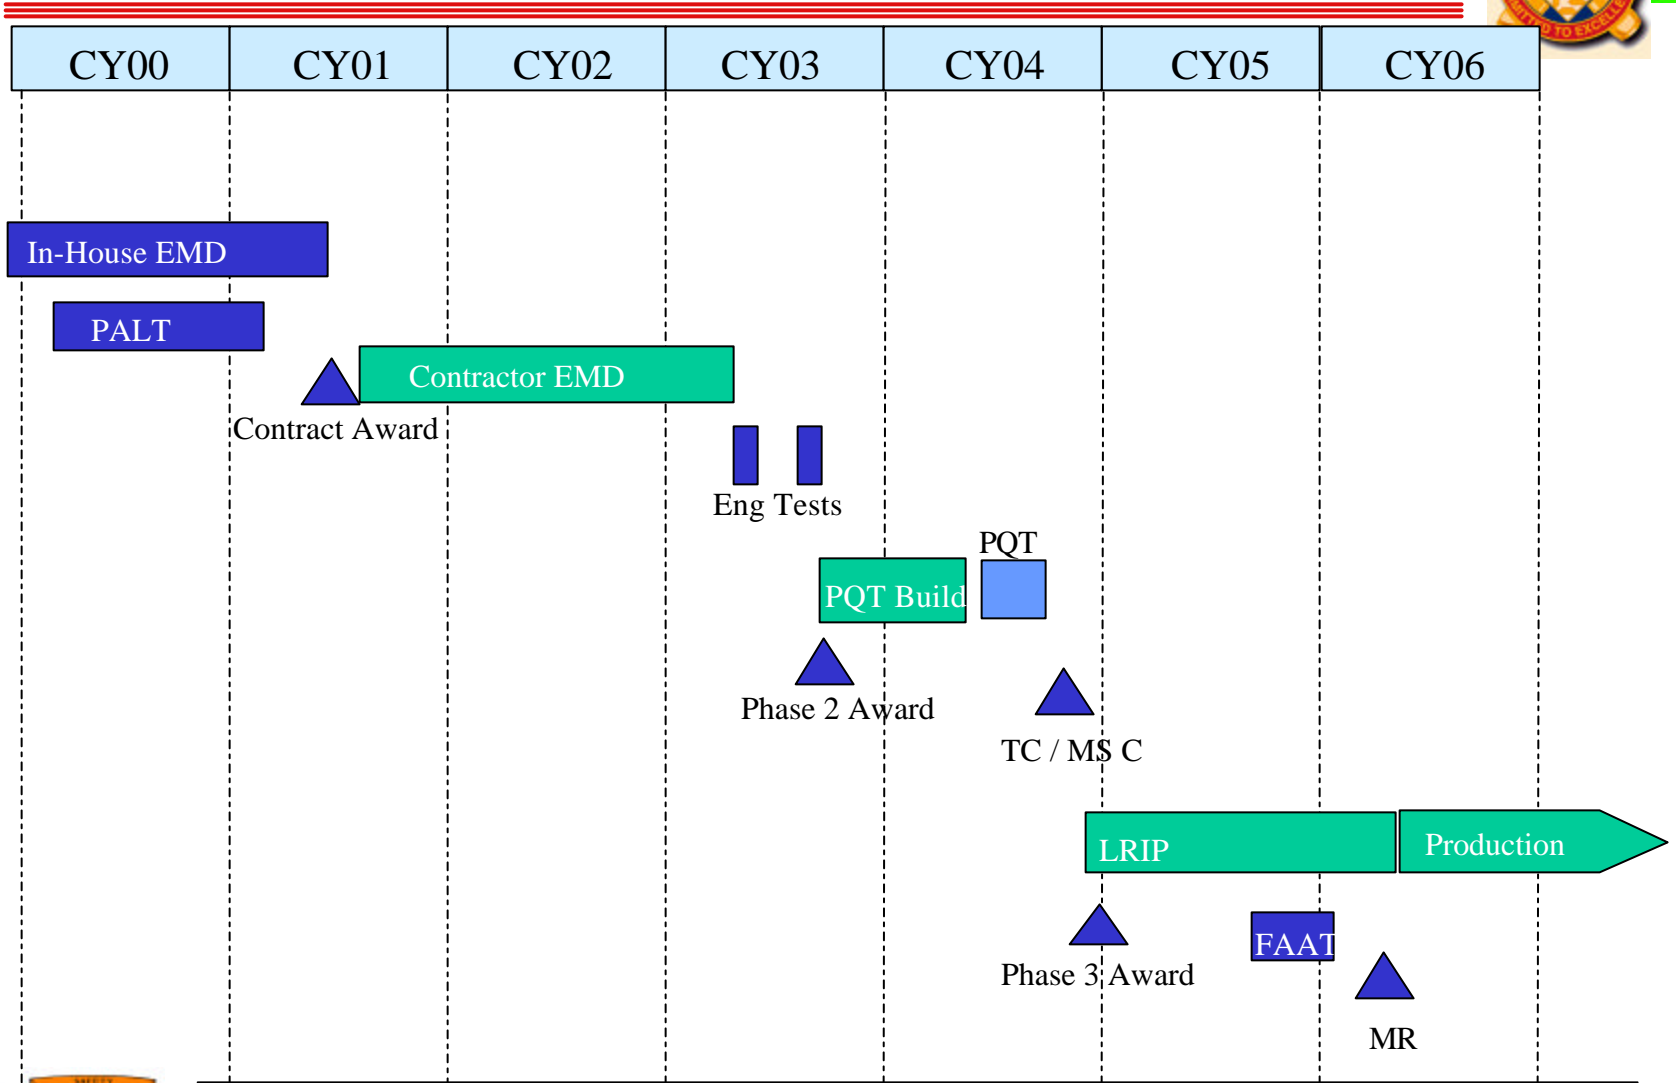 CY00 CY01 CY02 CY03 CY04 CY05 CY06
In-House EMD
PALT
Contractor EMD
Contract Award
Eng Tests
PQT
PQT Build
Phase 2 Award
TC / MS C
LRIP
Production
FAAT
Phase 3 Award
MR